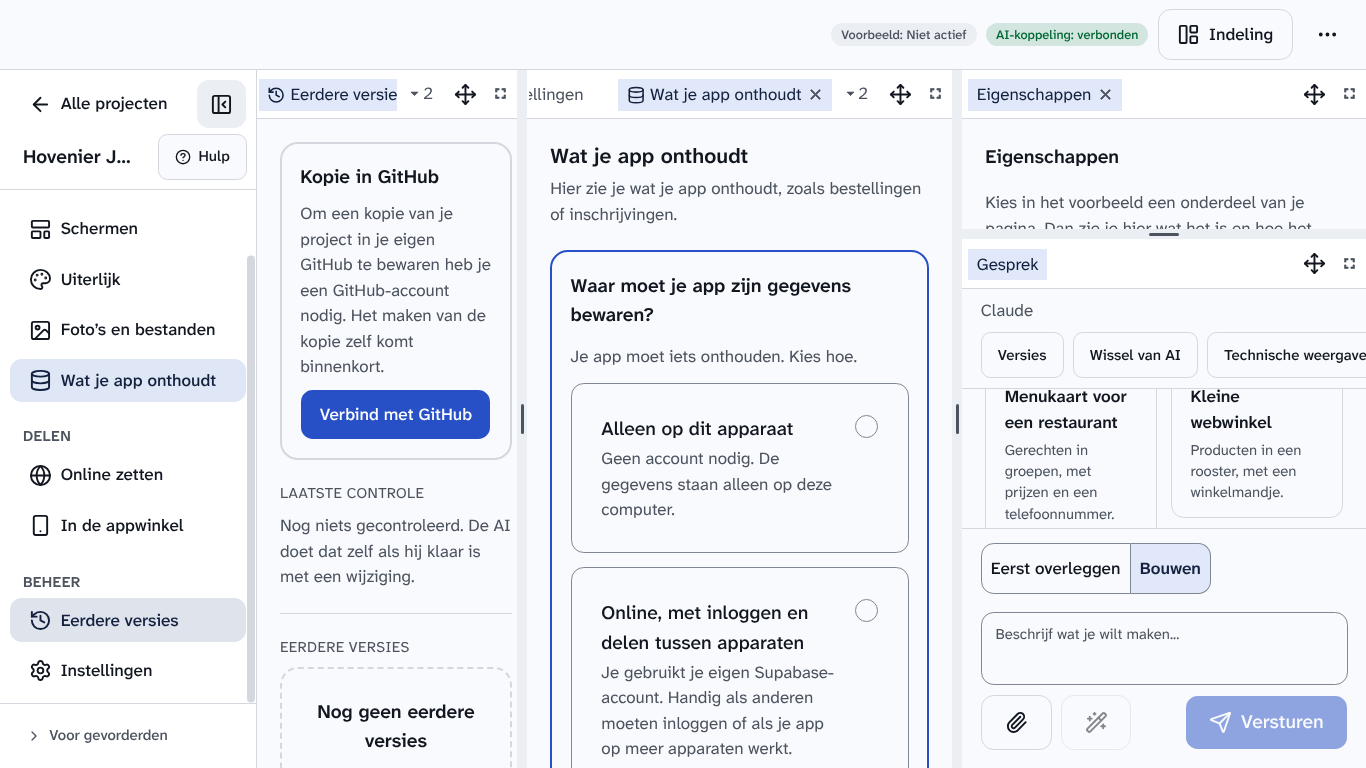 Voorbeeld: Niet actief
AI-koppeling: verbonden
Indeling
Alle projecten
Hovenier J...
Hulp
Schermen
Uiterlijk
Foto's en bestanden
Wat je app onthoudt
DELEN
Online zetten
In de appwinkel
BEHEER
Eerdere versies
Instellingen
Voor gevorderden
Eerdere versie
2
Kopie in GitHub
Om een kopie van je
project in je eigen
GitHub te bewaren heb je
een GitHub-account
nodig. Het maken van de
kopie zelf komt
binnenkort.
Verbind met GitHub
LAATSTE CONTROLE
Nog niets gecontroleerd. De AI
doet dat zelf als hij klaar is
met een wijziging.
EERDERE VERSIES
Nog geen eerdere
versies
ellingen
Wat je app onthoudt
2
Wat je app onthoudt
Hier zie je wat je app onthoudt, zoals bestellingen
of inschrijvingen.
Waar moet je app zijn gegevens
bewaren?
Je app moet iets onthouden. Kies hoe.
Alleen op dit apparaat
Geen account nodig. De
gegevens staan alleen op deze
computer.
Online, met inloggen en
delen tussen apparaten
Je gebruikt je eigen Supabase-
account. Handig als anderen
moeten inloggen of als je app
op meer apparaten werkt.
Eigenschappen
Eigenschappen
Kies in het voorbeeld een onderdeel van je
pagina. Dan zie je hier wat het is en hoe het
Gesprek
Claude
Versies
Wissel van AI
Technische weergave
Menukaart voor
een restaurant
Gerechten in
groepen, met
prijzen en een
telefoonnummer.
Kleine
webwinkel
Producten in een
rooster, met een
winkelmandje.
Eerst overleggen
Bouwen
Beschrijf wat je wilt maken...
Versturen